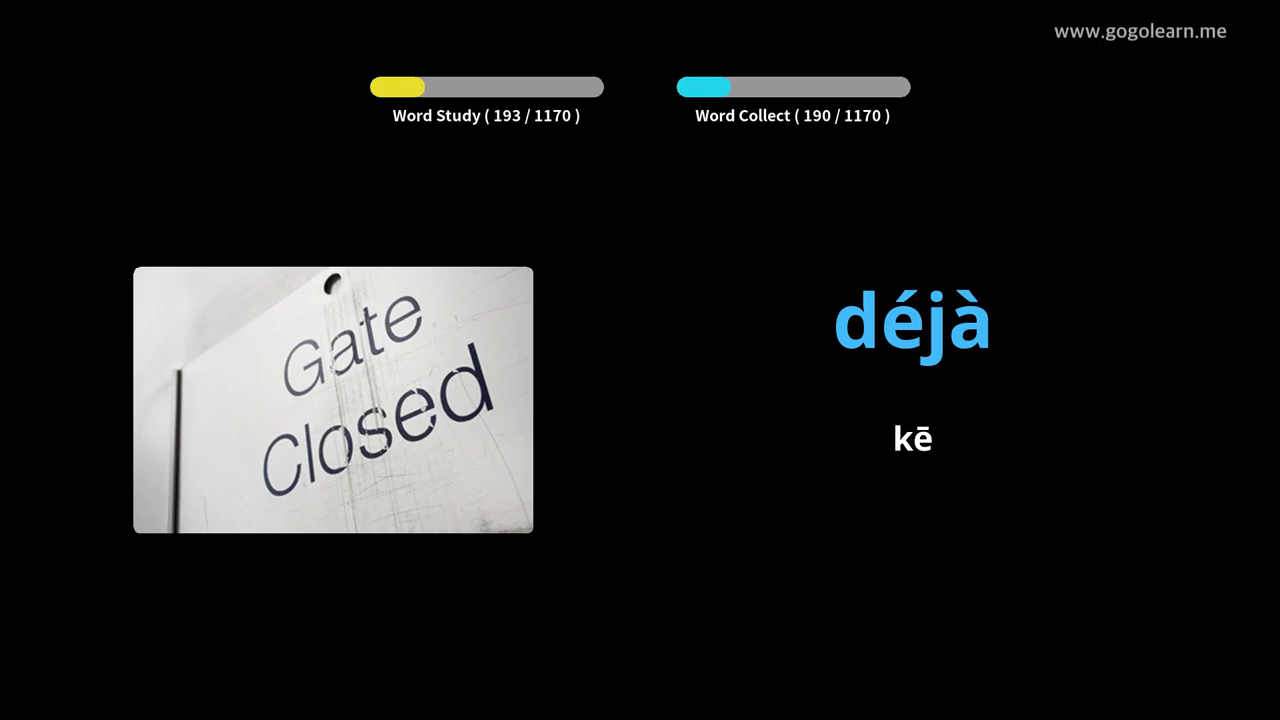 www.gogolearn.me
Word Study ( 193 / 1170 )
Word Collect ( 190 / 1170 )
Gate
Closed
déjà
kē